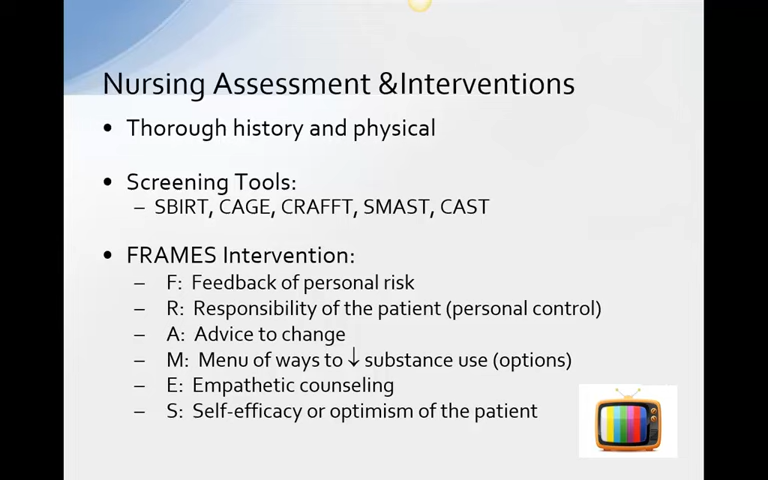 Nursing Assessment &Interventions
• Thorough history and physical
• Screening Tools:
– SBIRT, CAGE, CRAFFT, SMAST, CAST
• FRAMES Intervention:
– F: Feedback of personal risk
– R: Responsibility of the patient (personal control)
– A: Advice to change
– M: Menu of ways to ↓ substance use (options)
– E: Empathetic counseling
– S: Self-efficacy or optimism of the patient